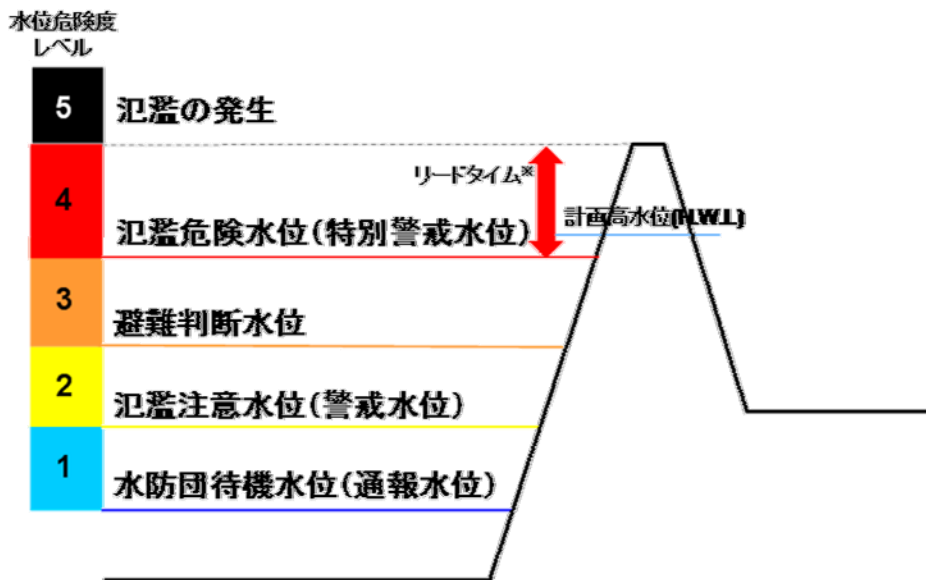 水位危険度
レベル
5
氾濫の発生
リードタイム※
4
計画高水位(H.W.L)
氾濫危険水位(特別警戒水位)
3
避難判断水位
2
氾濫注意水位(警戒水位)
1
水防団待機水位(通報水位)